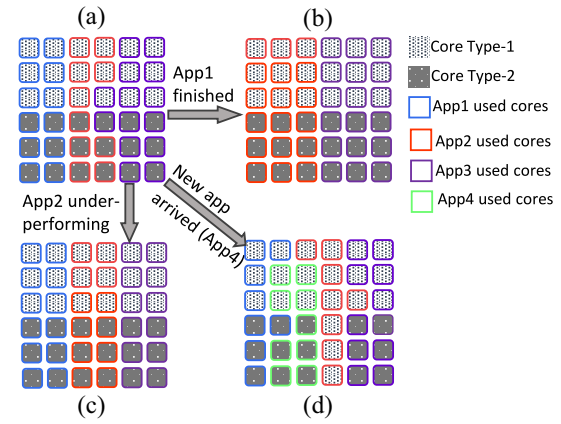 (a)
(b)
App1
finished
Core Type-1
Core Type-2
App1 used cores
App2 used cores
App3 used cores
App4 used cores
App2 under-
performing
New app
arrived (App4)
(c)
(d)